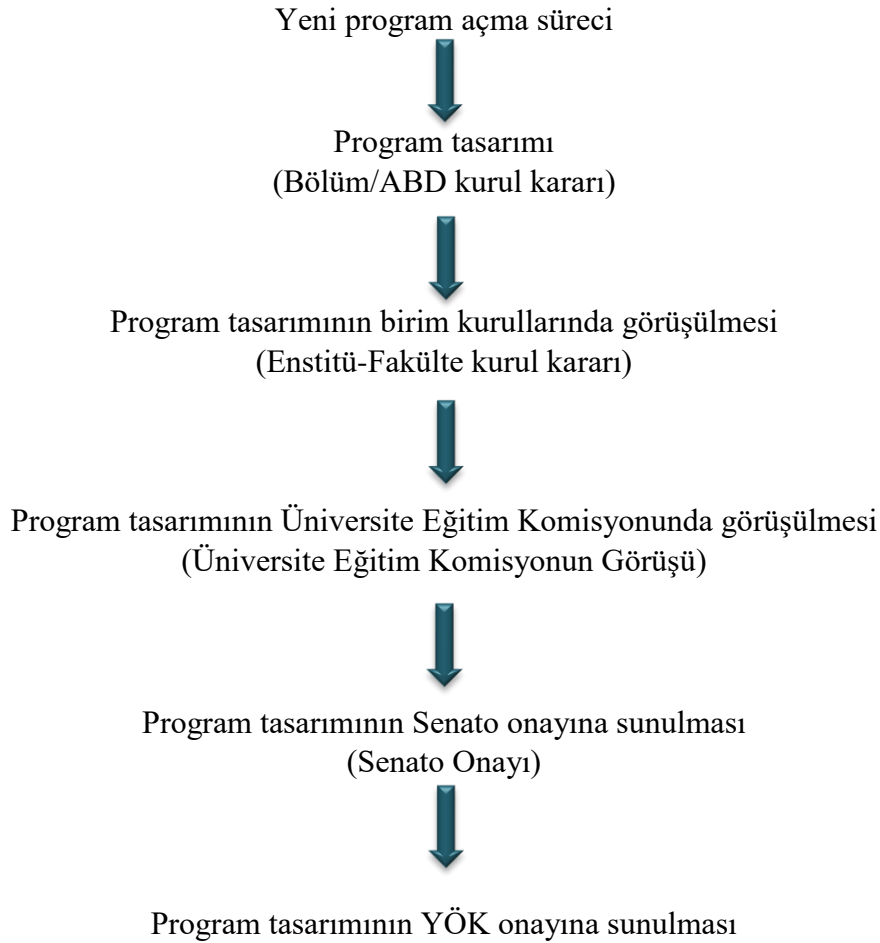 Yeni program açma süreci
Program tasarımı
(Bölüm/ABD kurul kararı)
Program tasarımının birim kurullarında görüşülmesi
(Enstitü-Fakülte kurul kararı)
Program tasarımının Üniversite Eğitim Komisyonunda görüşülmesi
(Üniversite Eğitim Komisyonun Görüşü)
Program tasarımının Senato onayına sunulması
(Senato Onayı)
Program tasarımının YÖK onayına sunulması